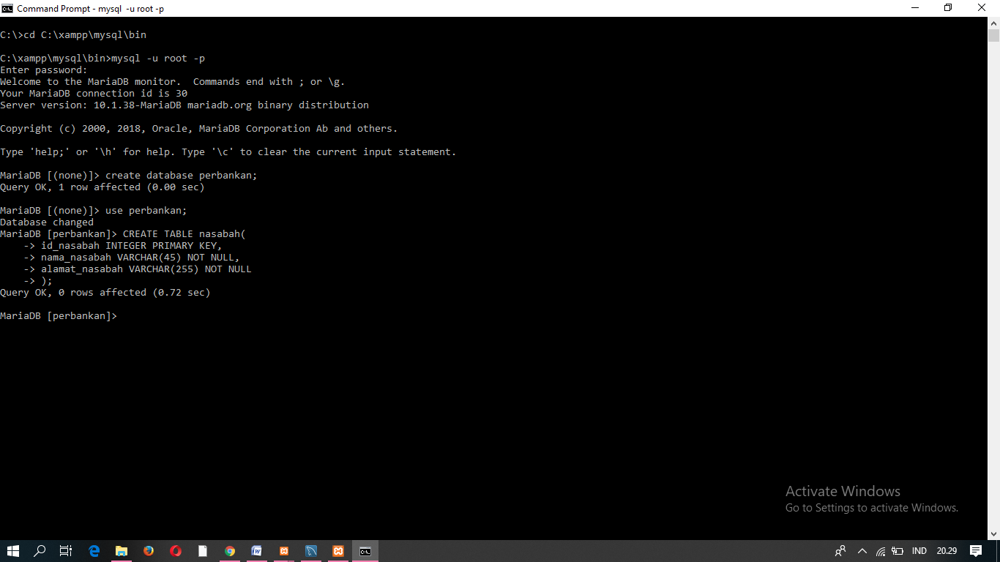 Command Prompt - mysql  -u root -p
C:\>cd C:\xampp\mysql\bin
C:\xampp\mysql\bin>mysql -u root -p
Enter password:
Welcome to the MariaDB monitor.  Commands end with ; or \g.
Your MariaDB connection id is 30
Server version: 10.1.38-MariaDB mariadb.org binary distribution
Copyright (c) 2000, 2018, Oracle, MariaDB Corporation Ab and others.
Type 'help;' or '\h' for help. Type '\c' to clear the current input statement.
MariaDB [(none)]> create database perbankan;
Query OK, 1 row affected (0.00 sec)
MariaDB [(none)]> use perbankan;
Database changed
MariaDB [perbankan]> CREATE TABLE nasabah(
    -> id_nasabah INTEGER PRIMARY KEY,
    -> nama_nasabah VARCHAR(45) NOT NULL,
    -> alamat_nasabah VARCHAR(255) NOT NULL
    -> );
Query OK, 0 rows affected (0.72 sec)
MariaDB [perbankan]>
Activate Windows
Go to Settings to activate Windows.
IND 20.29